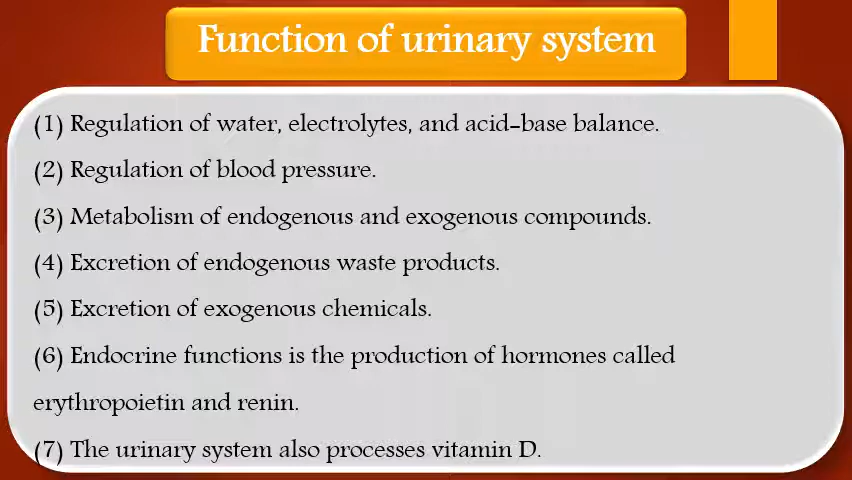 Function of urinary system
(1) Regulation of water, electrolytes, and acid-base balance.
(2) Regulation of blood pressure.
(3) Metabolism of endogenous and exogenous compounds.
(4) Excretion of endogenous waste products.
(5) Excretion of exogenous chemicals.
(6) Endocrine functions is the production of hormones called
erythropoietin and renin.
(7) The urinary system also processes vitamin D.